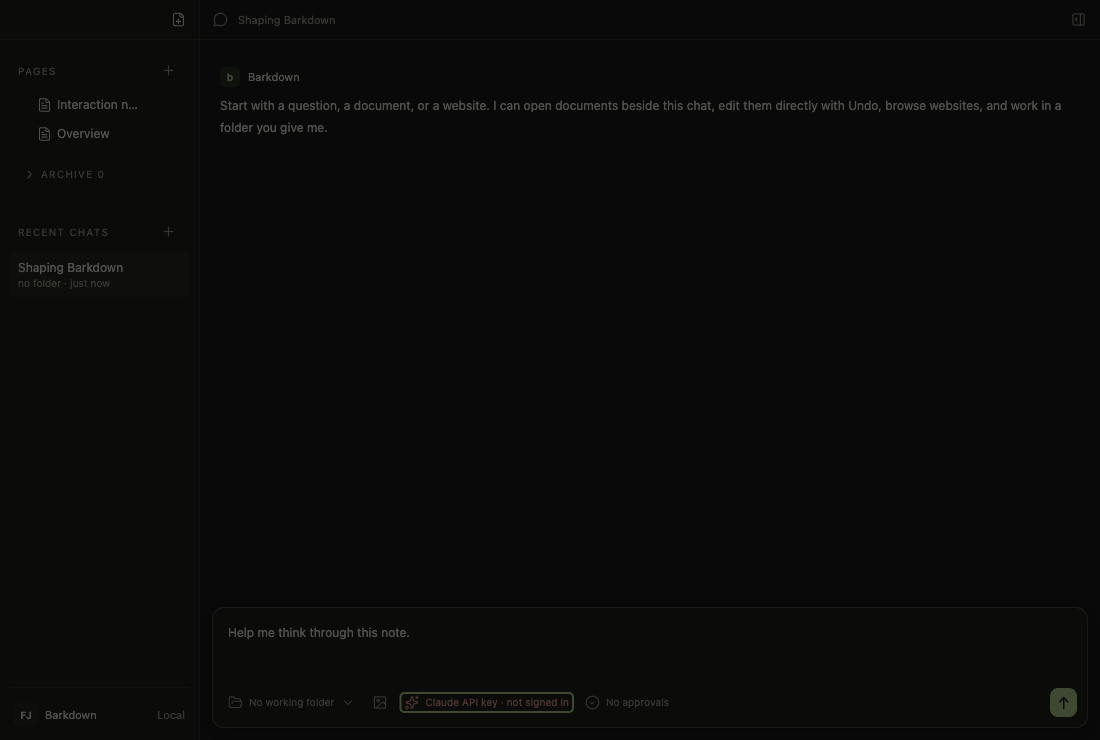 Shaping Barkdown
PAGES
Interaction n...
Overview
ARCHIVE 0
RECENT CHATS
Shaping Barkdown
no folder · just now
FJ Barkdown Local
b Barkdown
Start with a question, a document, or a website. I can open documents beside this chat, edit them directly with Undo, browse websites, and work in a
folder you give me.
Help me think through this note.
No working folder
Claude API key · not signed in
No approvals